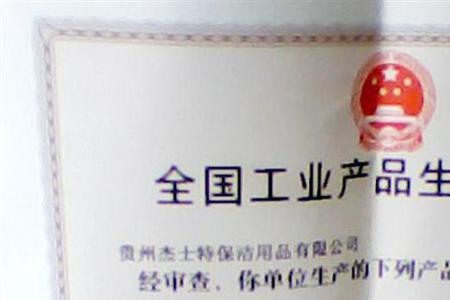 全国工业产品生
贵州杰士特保洁用品有限公司
经审查，你单位生产的下列产品